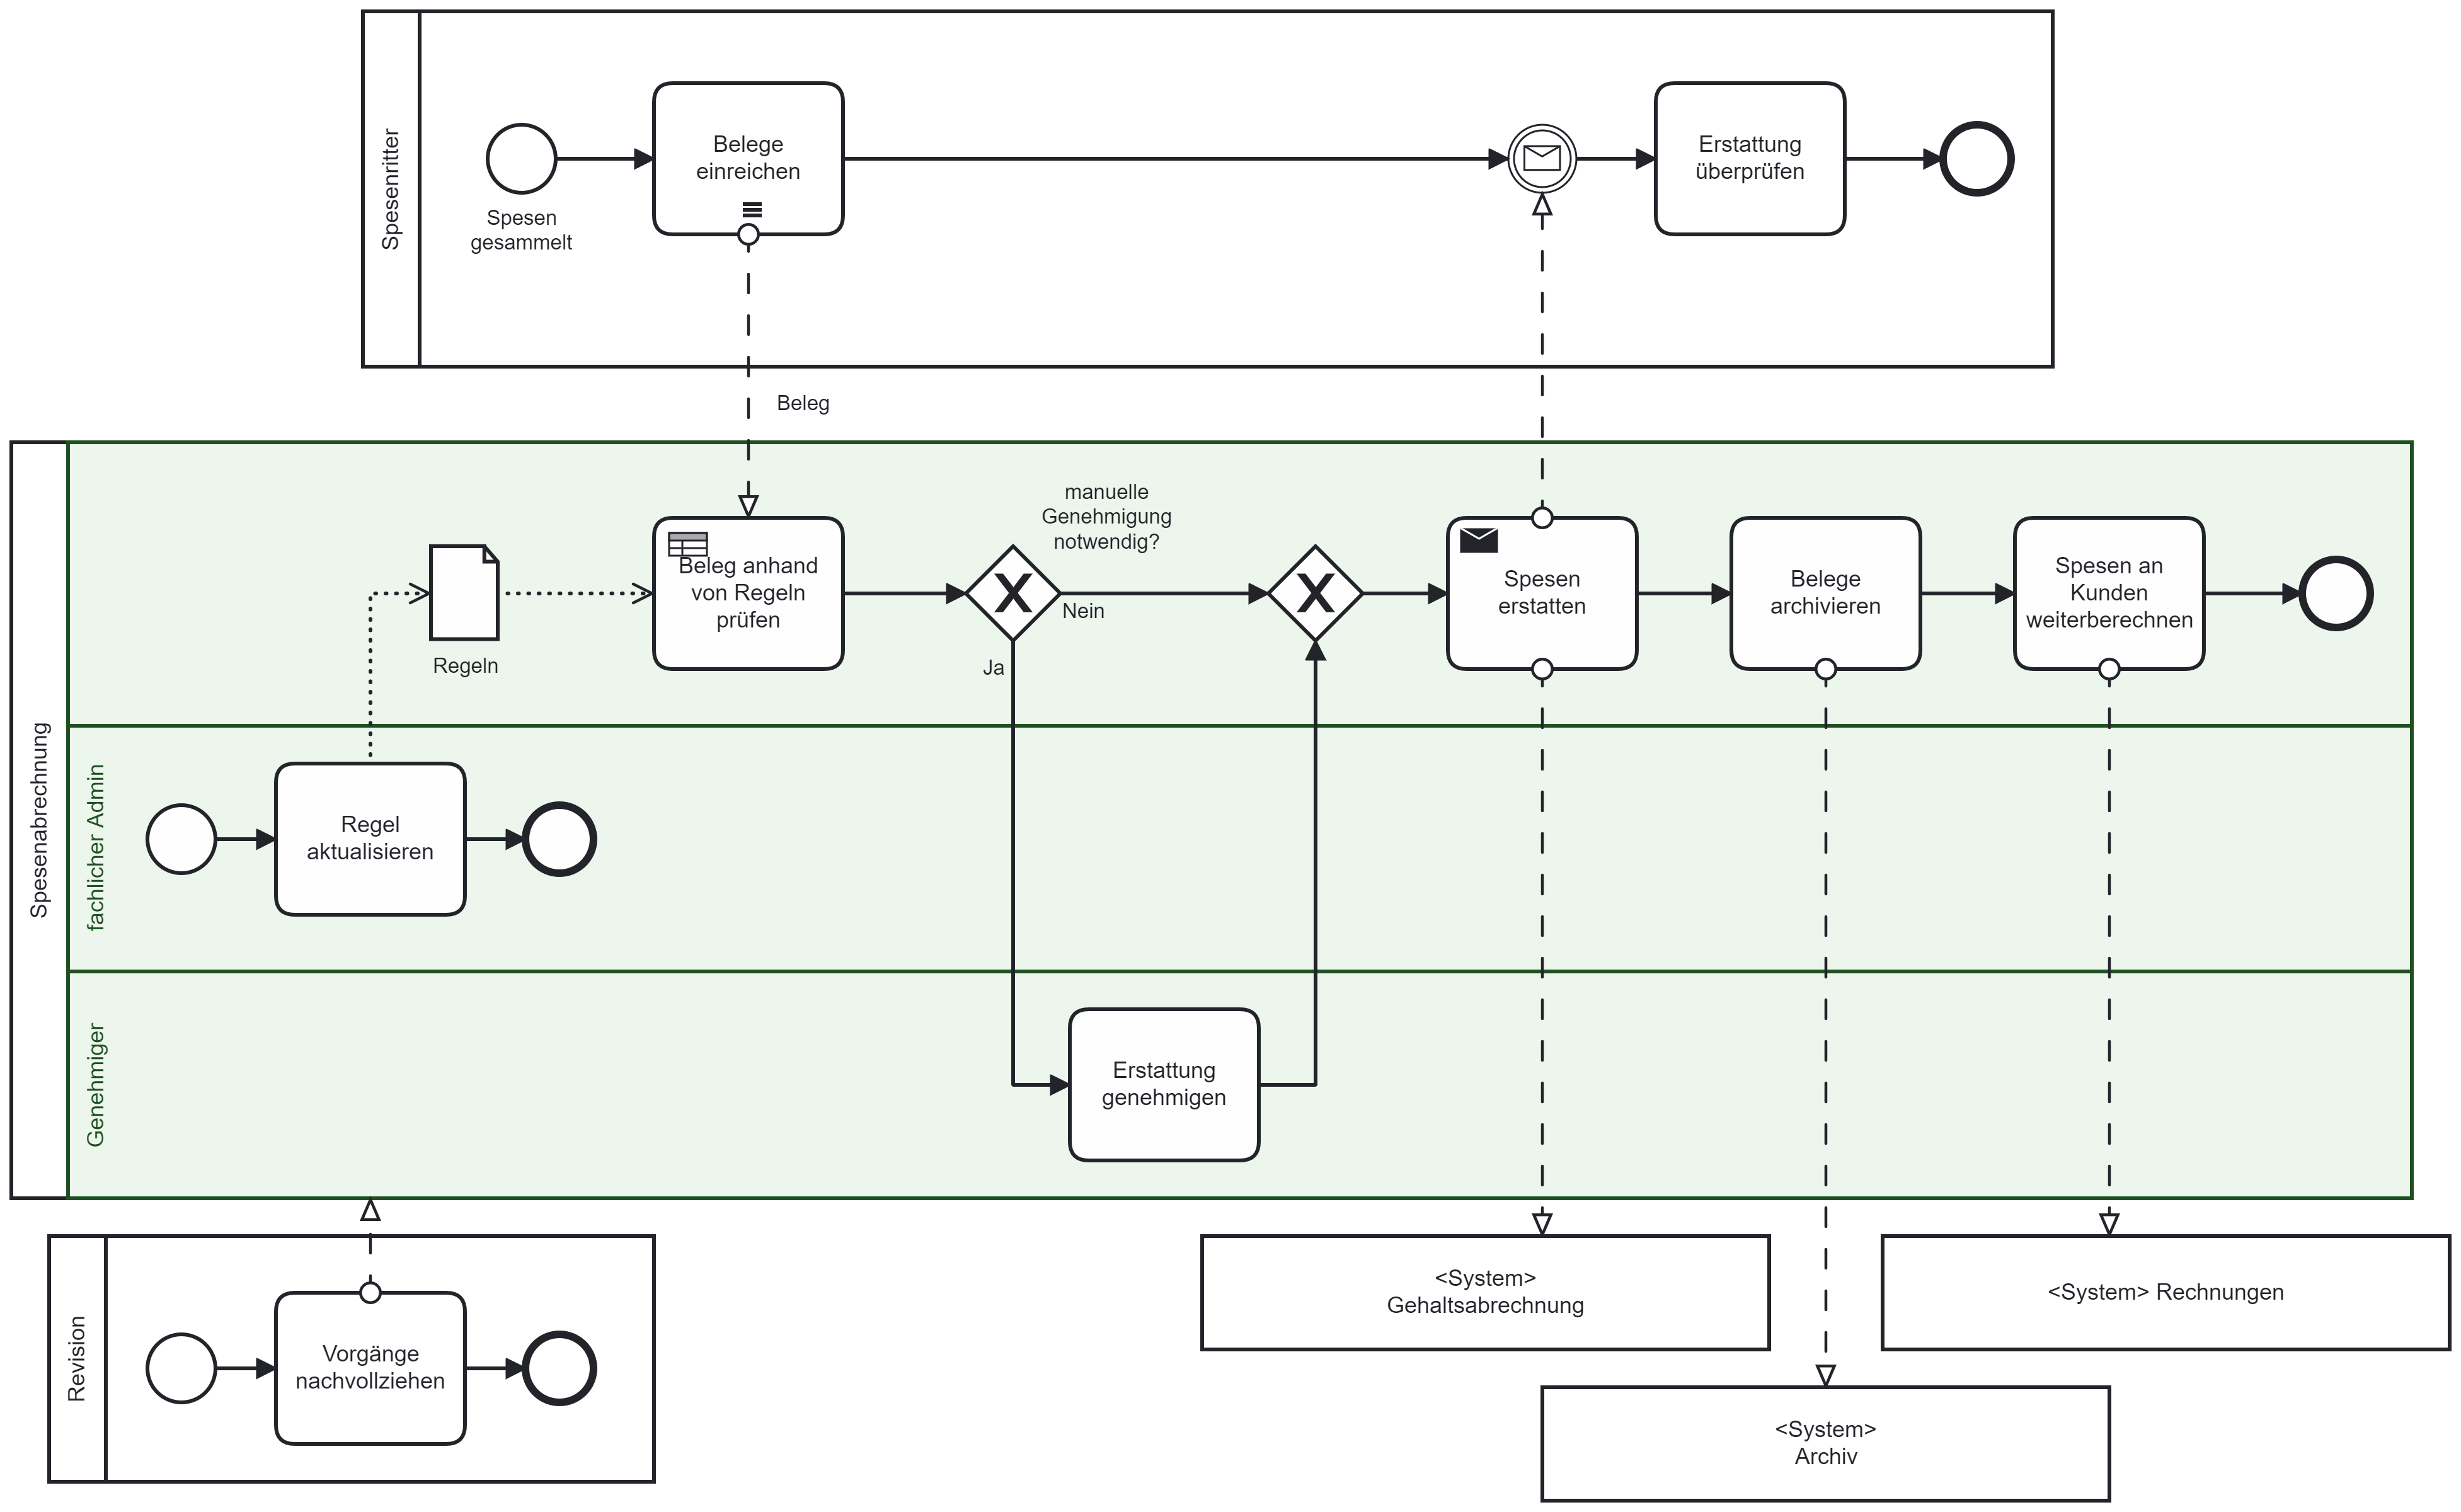 Spesenritter
Spesen
gesammelt
Belege
einreichen
Erstattung
überprüfen
Beleg
Spesenabrechnung
Regeln
Beleg anhand
von Regeln
prüfen
manuelle
Genehmigung
notwendig?
Nein
Ja
Spesen
erstatten
Belege
archivieren
Spesen an
Kunden
weiterberechnen
fachlicher Admin
Regel
aktualisieren
Genehmiger
Erstattung
genehmigen
Revision
Vorgänge
nachvollziehen
<System>
Gehaltsabrechnung
<System> Rechnungen
<System>
Archiv